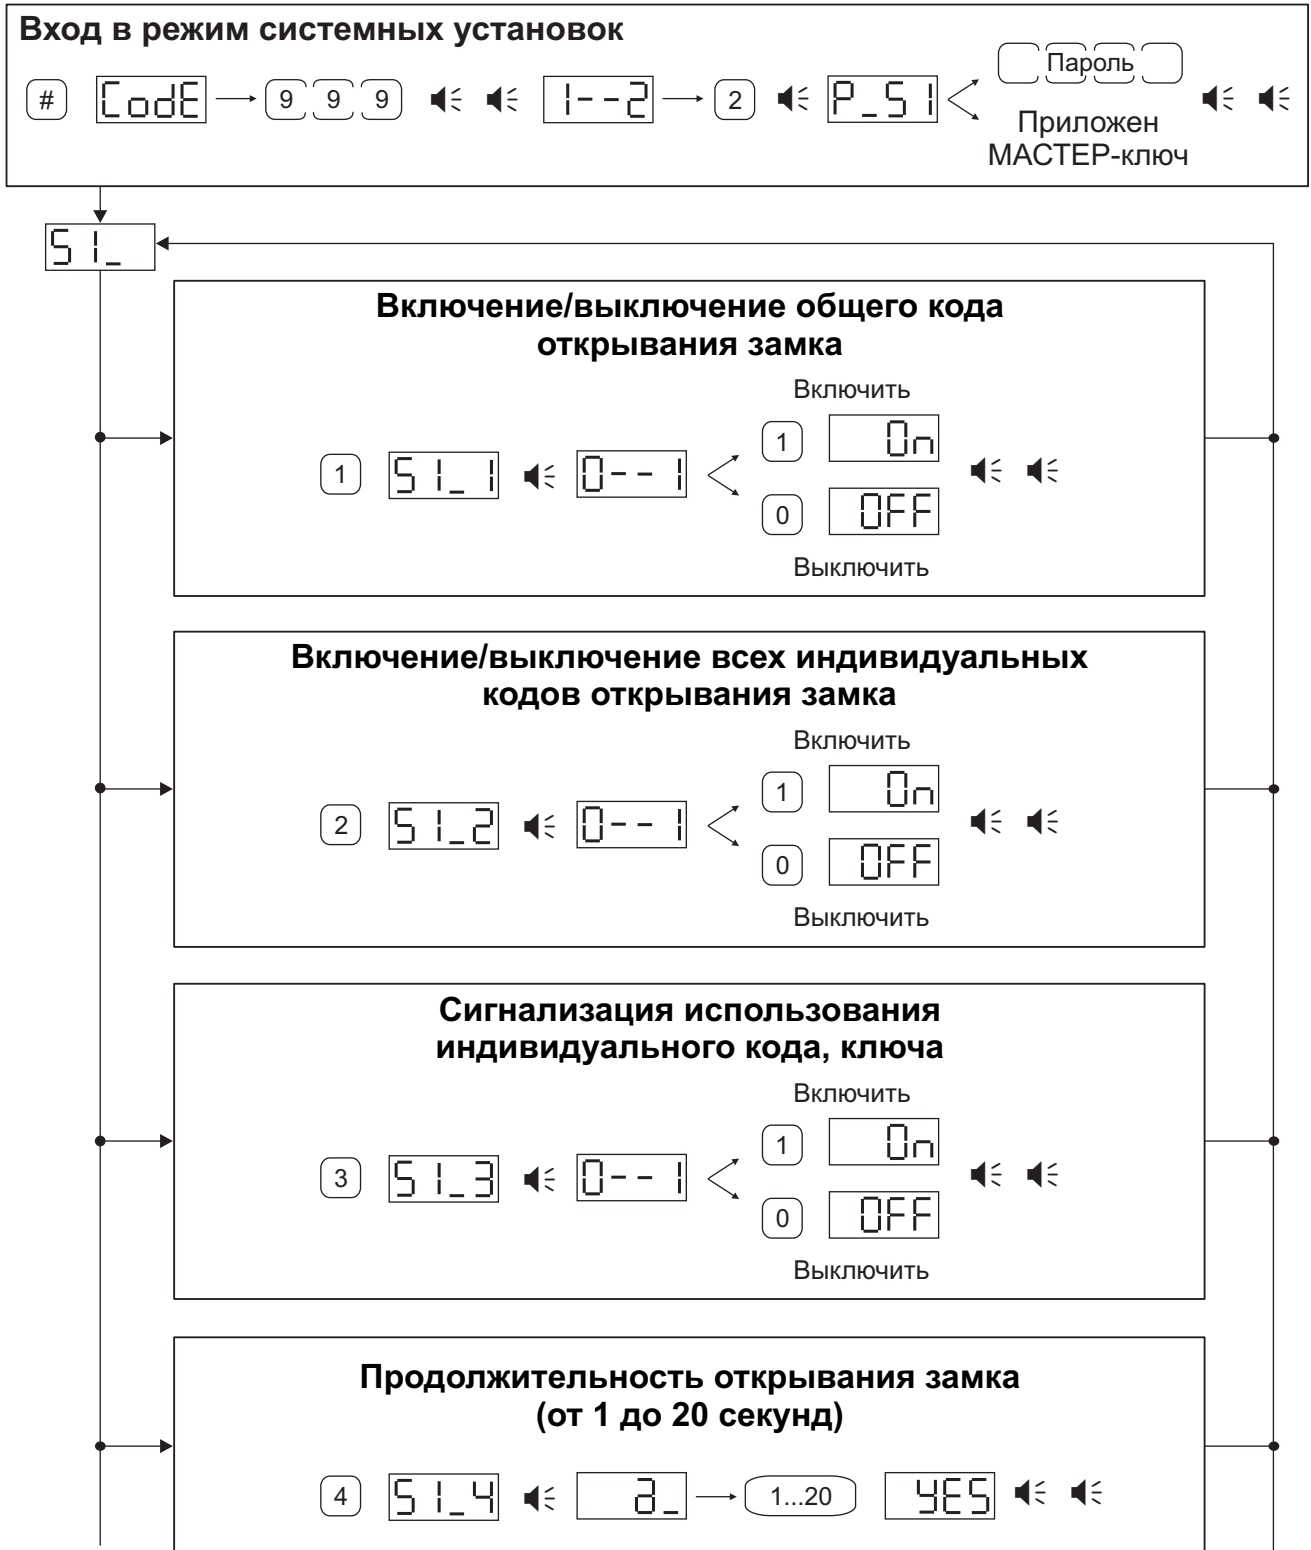 Вход в режим системных установок
# CodE 9 9 9 1--2 2 P_S1 Пароль
Приложен
МАСТЕР-ключ
S1_
Включение/выключение общего кода
открывания замка
Включить
1 S1_1 0--1 1 On
0 OFF
Выключить
Включение/выключение всех индивидуальных
кодов открывания замка
Включить
2 S1_2 0--1 1 On
0 OFF
Выключить
Сигнализация использования
индивидуального кода, ключа
Включить
3 S1_3 0--1 1 On
0 OFF
Выключить
Продолжительность открывания замка
(от 1 до 20 секунд)
4 S1_4 a_ 1...20 YES